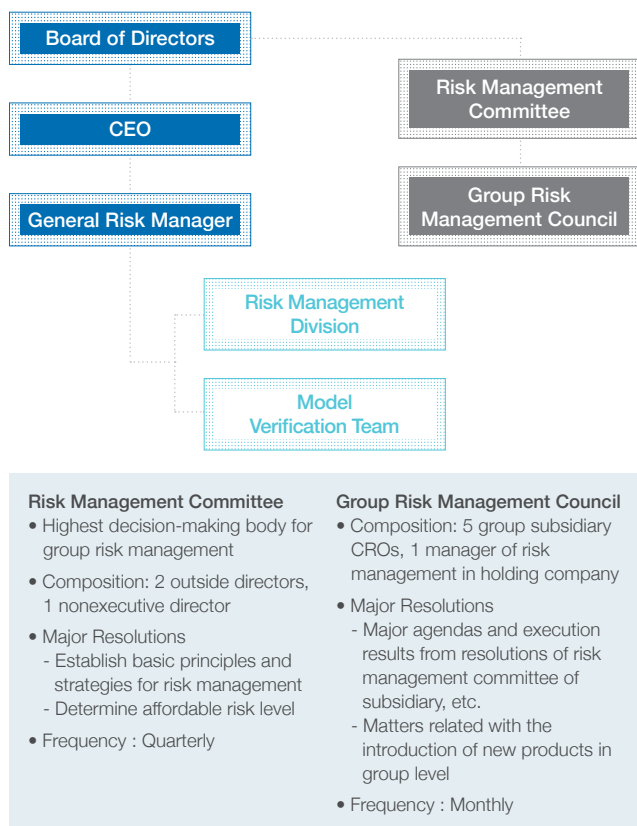 Board of Directors
Risk Management
Committee
CEO
Group Risk
Management Council
General Risk Manager
Risk Management
Division
Model
Verification Team
Risk Management Committee
• Highest decision-making body for
group risk management
• Composition: 2 outside directors,
1 nonexecutive director
• Major Resolutions
- Establish basic principles and
strategies for risk management
- Determine affordable risk level
• Frequency : Quarterly
Group Risk Management Council
• Composition: 5 group subsidiary
CROs, 1 manager of risk
management in holding company
• Major Resolutions
- Major agendas and execution
results from resolutions of risk
management committee of
subsidiary, etc.
- Matters related with the
introduction of new products in
group level
• Frequency : Monthly